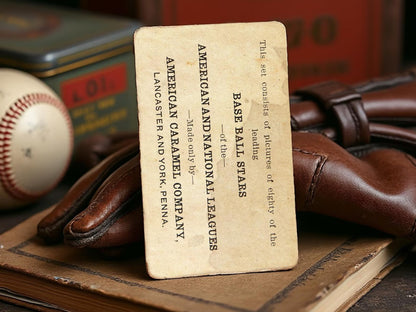 This set consists of pictures of eighty of the
leading
BASE BALL STARS
—of the—
AMERICAN AND NATIONAL LEAGUES
—Made only by—
AMERICAN CARAMEL COMPANY,
LANCASTER AND YORK, PENNA.